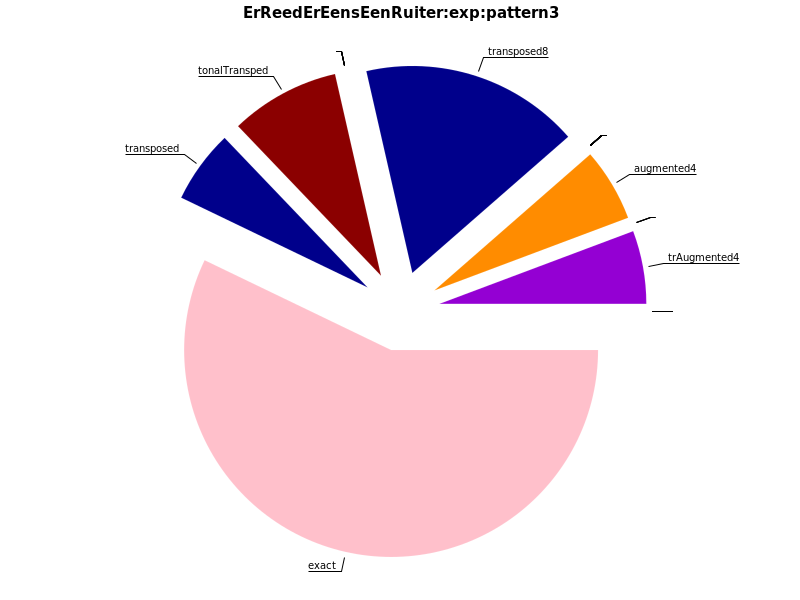 ErReedErEensEenRuiter:exp:pattern3
transposed8
tonalTransped
transposed
augmented4
trAugmented4
exact